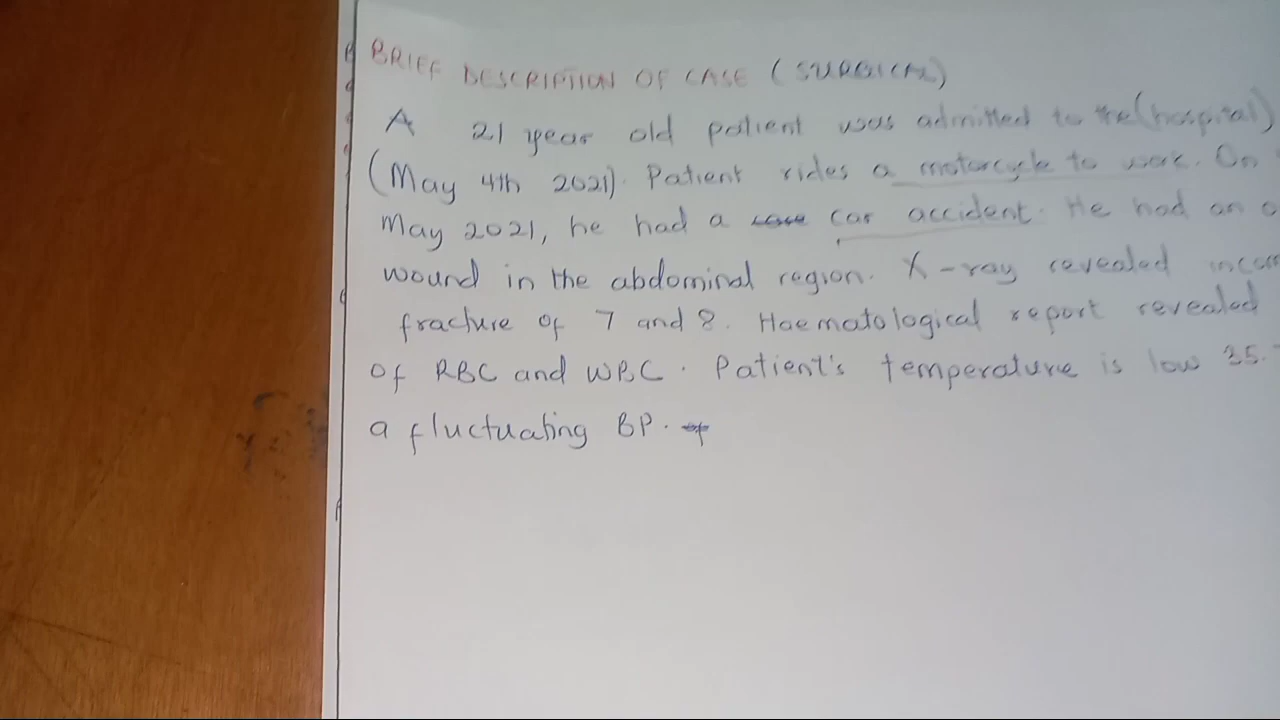 BRIEF DESCRIPTION OF CASE (SURGICAL)
A 21 year old patient was admitted to the (hospital)
(May 4th 2021). Patient rides a motorcycle to work. On
May 2021, he had a car accident. He had an
wound in the abdominal region. X-ray revealed
fracture of 7 and 8. Haematological report revealed
of RBC and WBC. Patient's temperature is low 35.
a fluctuating BP.